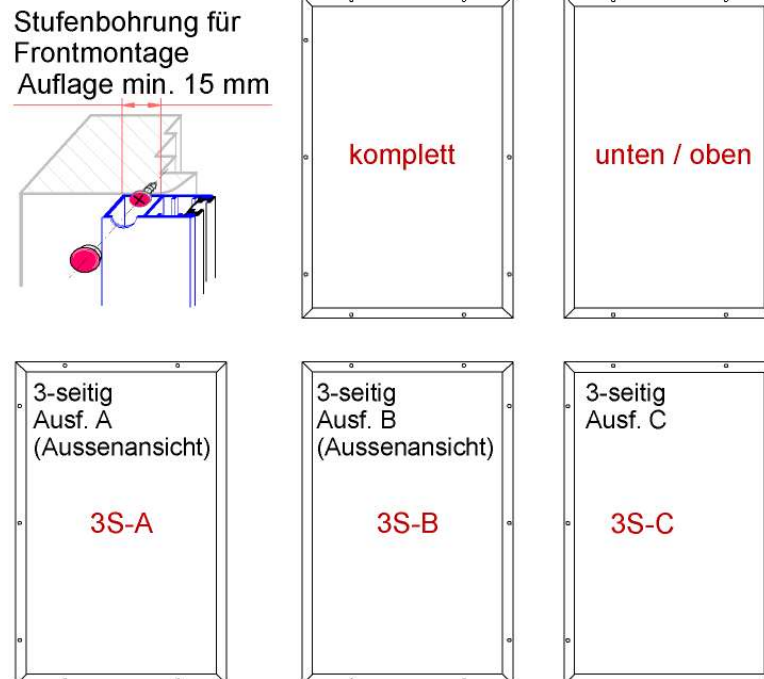 Stufenbohrung für
Frontmontage
Auflage min. 15 mm
komplett
unten / oben
3-seitig
Ausf. A
(Aussenansicht)
3S-A
3-seitig
Ausf. B
(Aussenansicht)
3S-B
3-seitig
Ausf. C
3S-C